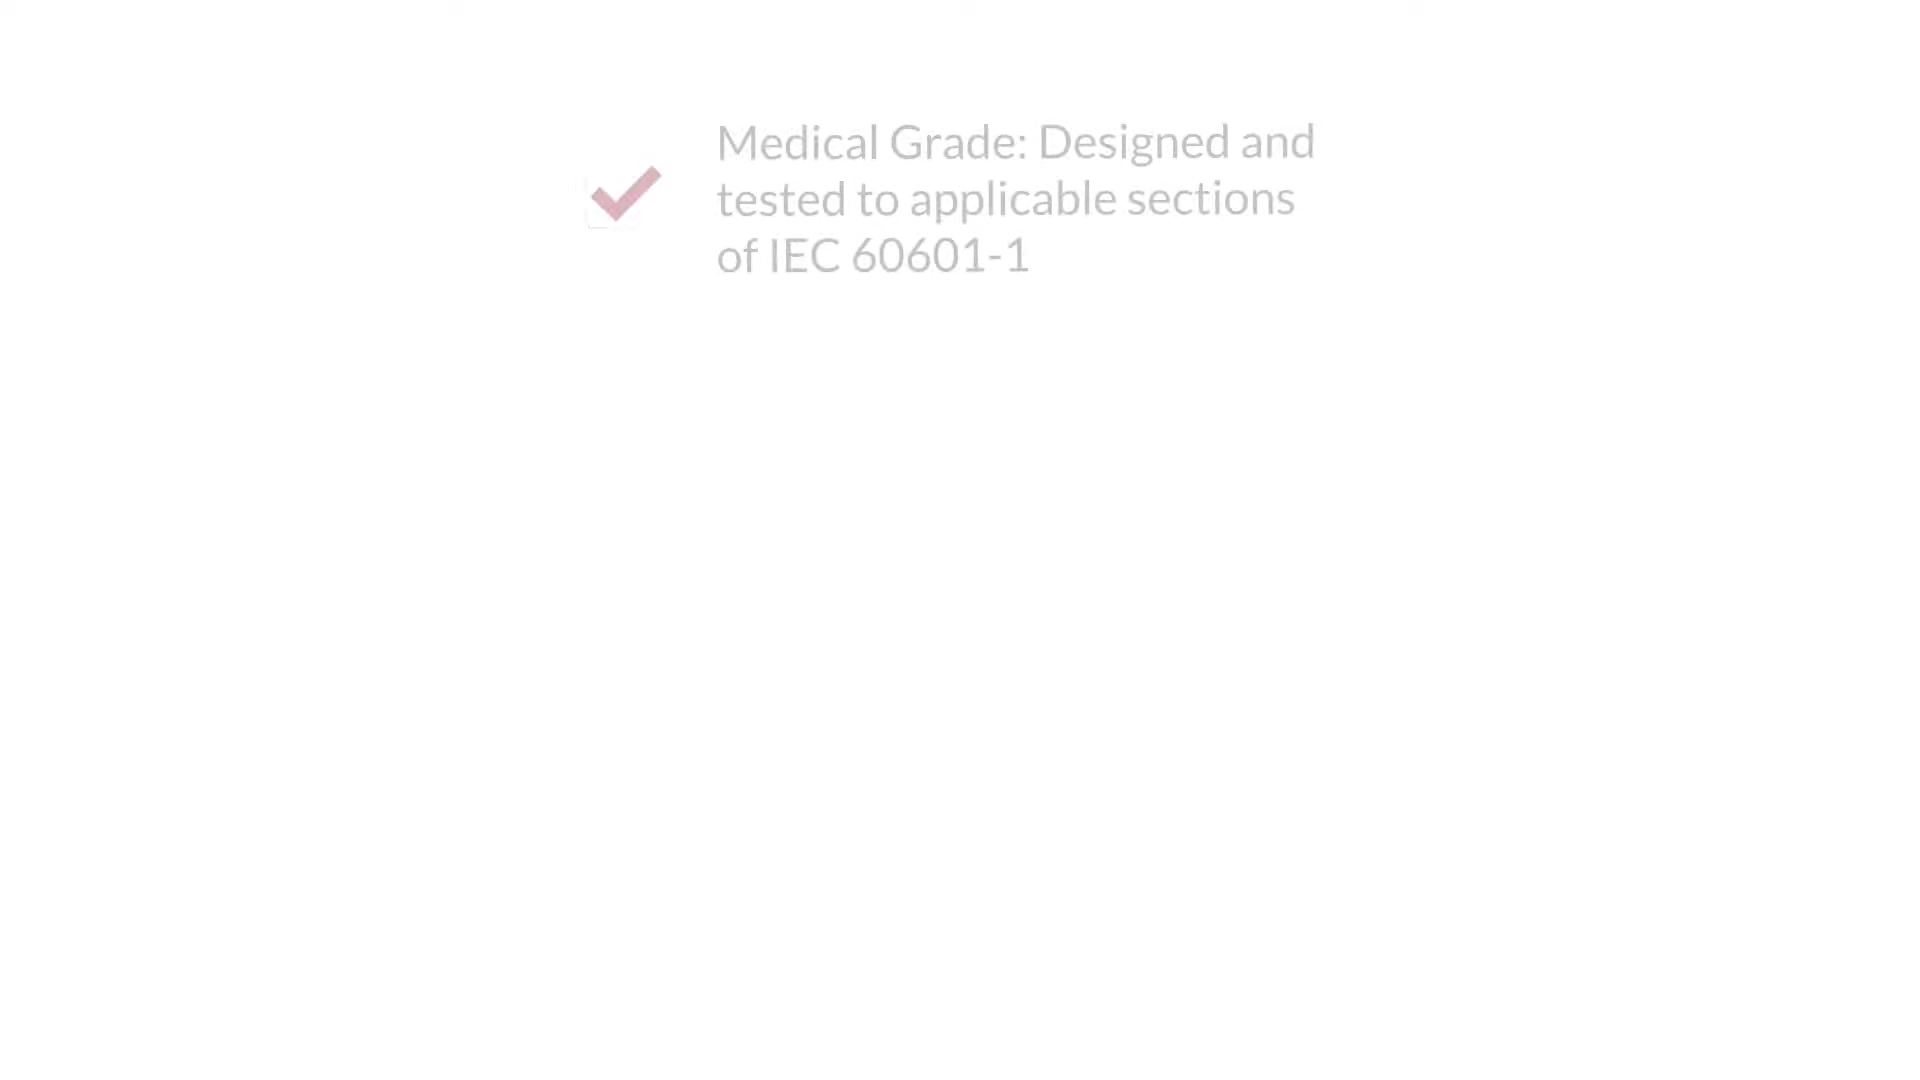 Medical Grade: Designed and
tested to applicable sections
of IEC 60601-1